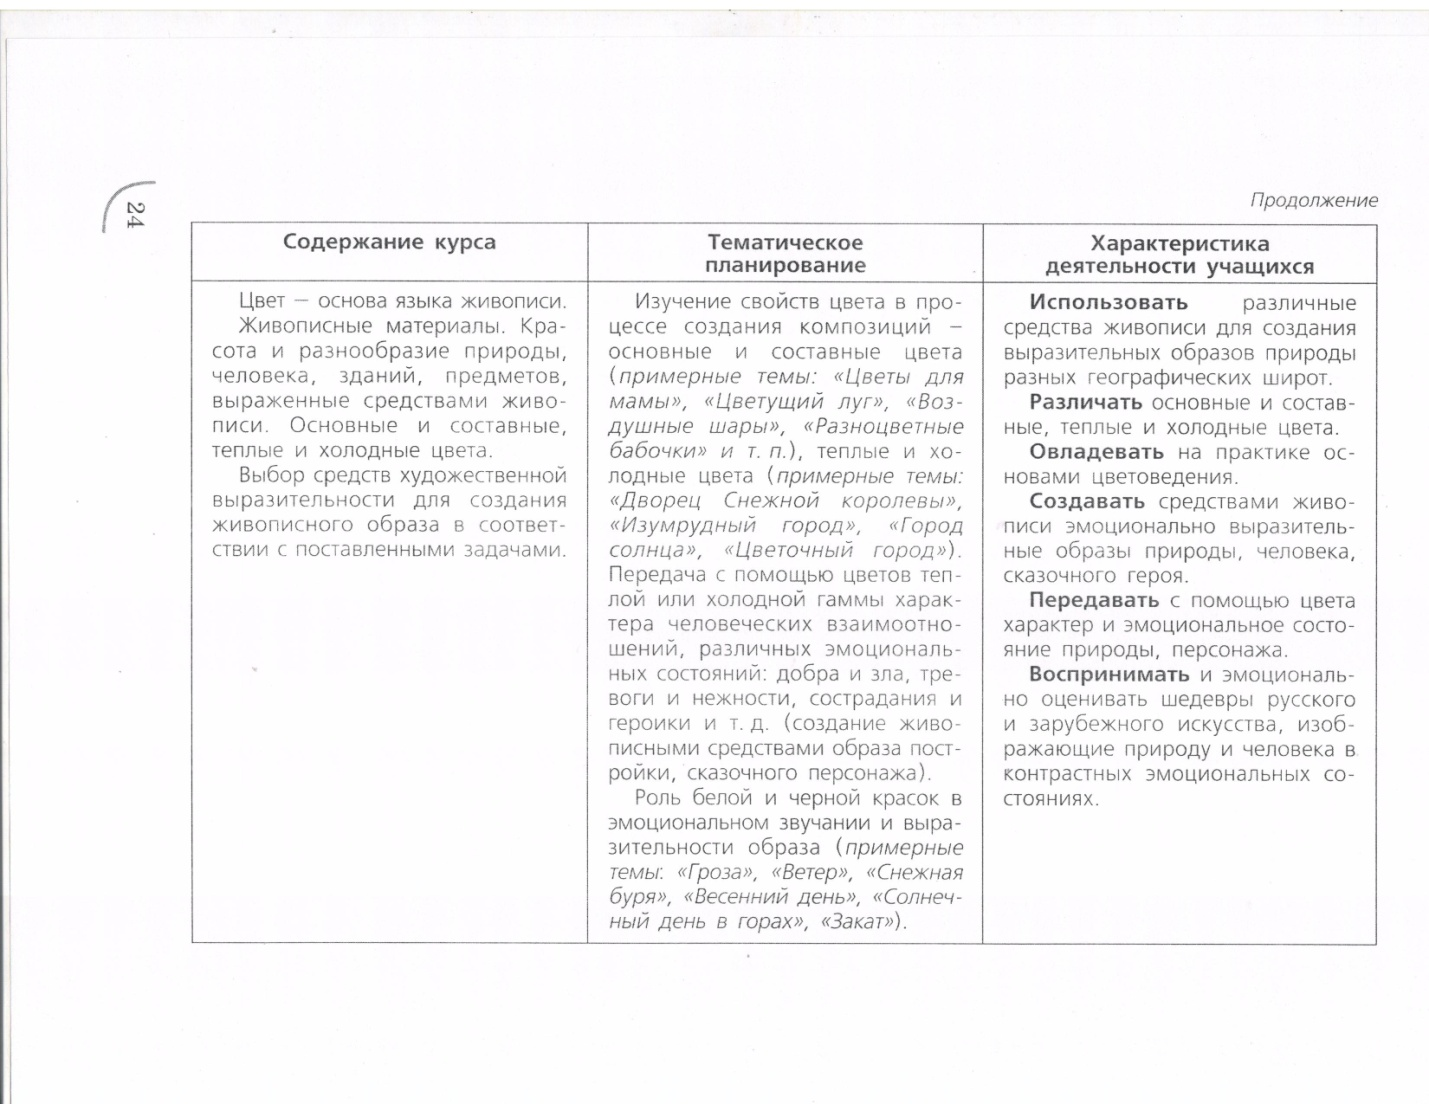 24
Продолжение
Содержание курса
Тематическое
планирование
Характеристика
деятельности учащихся
Цвет – основа языка живописи.
Живописные материалы. Кра-
сота и разнообразие природы,
человека, зданий, предметов,
выраженные средствами живо-
писи. Основные и составные,
теплые и холодные цвета.
Выбор средств художественной
выразительности для создания
живописного образа в соответ-
ствии с поставленными задачами.
Изучение свойств цвета в про-
цессе создания композиций –
основные и составные цвета
(примерные темы: «Цветы для
мамы», «Цветущий луг», «Воз-
душные шары», «Разноцветные
бабочки» и т. п.), теплые и хо-
лодные цвета (примерные темы:
«Дворец Снежной королевы»,
«Изумрудный город», «Город
солнца», «Цветочный город»).
Передача с помощью цветов теп-
лой или холодной гаммы харак-
тера человеческих взаимоотно-
шений, различных эмоциональ-
ных состояний: добра и зла, тре-
воги и нежности, сострадания и
героики и т. д. (создание живо-
писными средствами образа пост-
ройки, сказочного персонажа).
Роль белой и черной красок в
эмоциональном звучании и выра-
зительности образа (примерные
темы: «Гроза», «Ветер», «Снежная
буря», «Весенний день», «Солнеч-
ный день в горах», «Закат»).
Использовать различные
средства живописи для создания
выразительных образов природы
разных географических широт.
Различать основные и состав-
ные, теплые и холодные цвета.
Овладевать на практике ос-
новами цветоведения.
Создавать средствами живо-
писи эмоционально выразитель-
ные образы природы, человека,
сказочного героя.
Передавать с помощью цвета
характер и эмоциональное состо-
яние природы, персонажа.
Воспринимать и эмоциональ-
но оценивать шедевры русского
и зарубежного искусства, изоб-
ражающие природу и человека в
контрастных эмоциональных со-
стояниях.